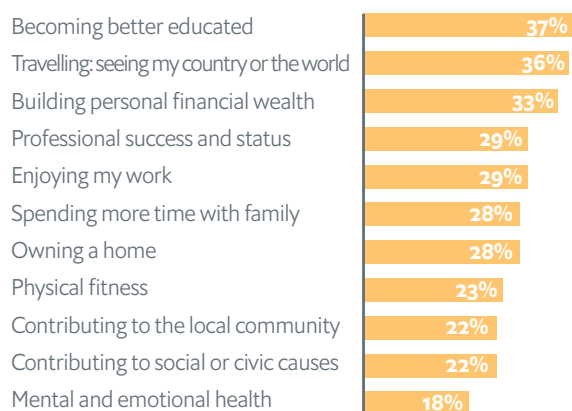 Becoming better educated 37%
Travelling: seeing my country or the world 36%
Building personal financial wealth 33%
Professional success and status 29%
Enjoying my work 29%
Spending more time with family 28%
Owning a home 28%
Physical fitness 23%
Contributing to the local community 22%
Contributing to social or civic causes 22%
Mental and emotional health 18%